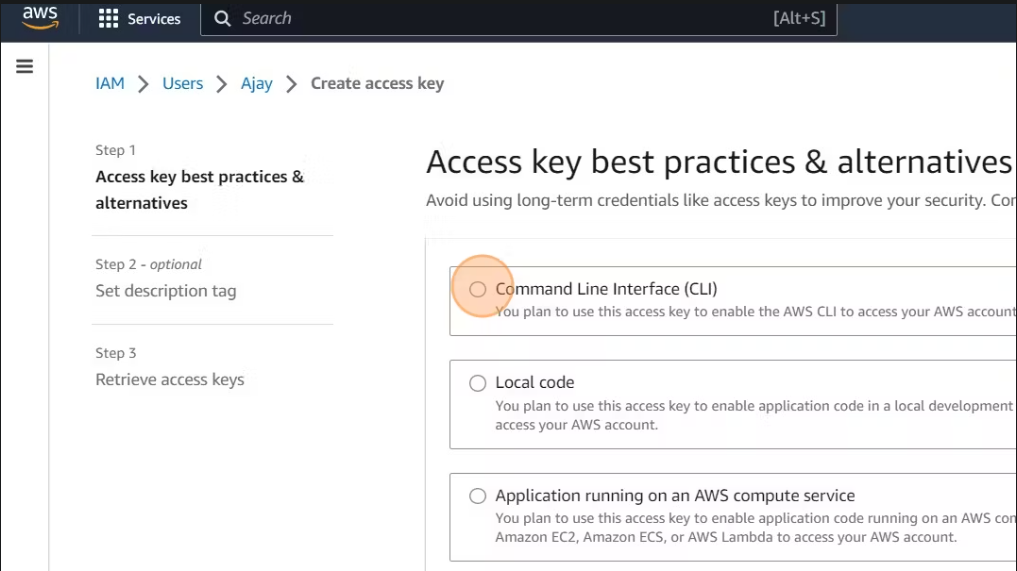 aws Services Search [Alt+S]
IAM Users Ajay Create access key
Step 1
Access key best practices &
alternatives
Step 2 - optional
Set description tag
Step 3
Retrieve access keys
Access key best practices & alternatives
Avoid using long-term credentials like access keys to improve your security. Con
Command Line Interface (CLI)
You plan to use this access key to enable the AWS CLI to access your AWS account
Local code
You plan to use this access key to enable application code in a local development
access your AWS account.
Application running on an AWS compute service
You plan to use this access key to enable application code running on an AWS com
Amazon EC2, Amazon ECS, or AWS Lambda to access your AWS account.